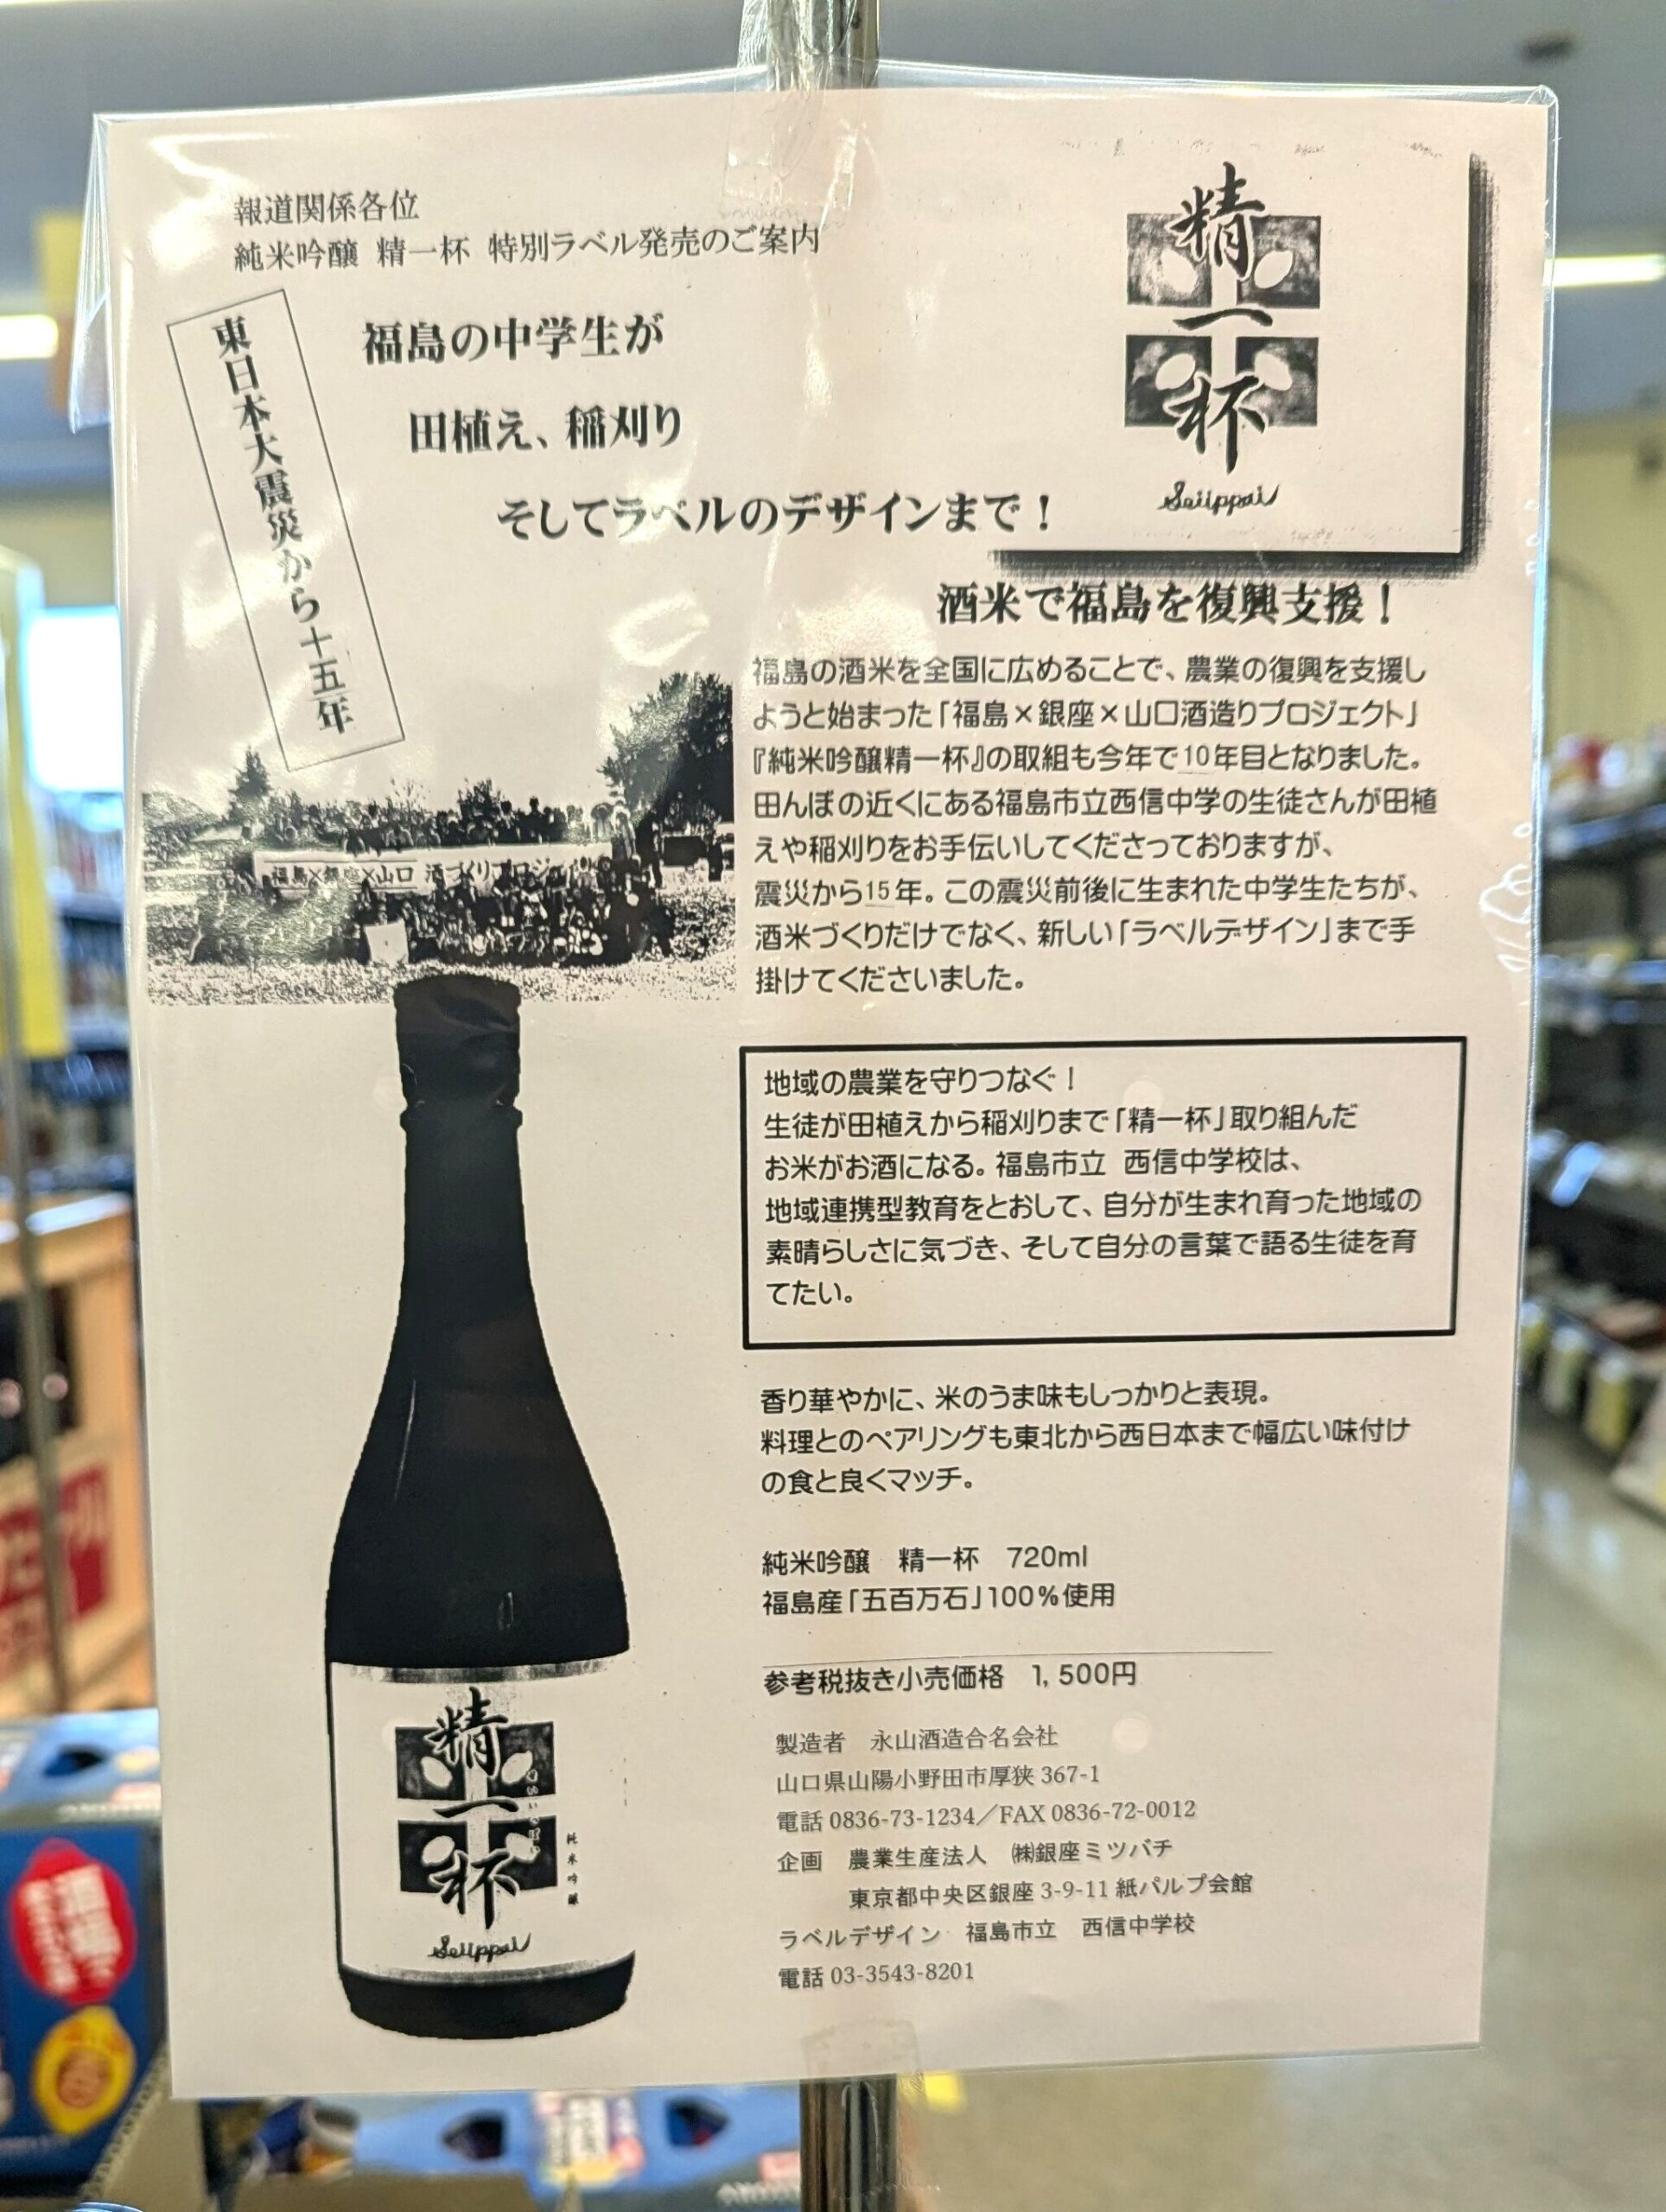 報道関係各位
純米吟醸 精一杯 特別ラベル発売のご案内
精一杯
Seiippai
東日本大震災から十五年
福島の中学生が
田植え、稲刈り
そしてラベルのデザインまで！
酒米で福島を復興支援！
福島の酒米を全国に広めることで、農業の復興を支援し
ようと始まった「福島×銀座×山口酒造りプロジェクト」
『純米吟醸精一杯』の取組も今年で10年目となりました。
田んぼの近くにある福島市立西信中学の生徒さんが田植
えや稲刈りをお手伝いしてくださっておりますが、
震災から15年。この震災前後に生まれた中学生たちが、
酒米づくりだけでなく、新しい「ラベルデザイン」まで手
掛けてくださいました。
福島×銀座×山口 酒づくりプロジェクト
地域の農業を守りつなぐ！
生徒が田植えから稲刈りまで「精一杯」取り組んだ
お米がお酒になる。福島市立 西信中学校は、
地域連携型教育をとおして、自分が生まれ育った地域の
素晴らしさに気づき、そして自分の言葉で語る生徒を育
てたい。
香り華やかに、米のうま味もしっかりと表現。
料理とのペアリングも東北から西日本まで幅広い味付け
の食と良くマッチ。
純米吟醸 精一杯 720ml
福島産「五百万石」100%使用
参考税抜き小売価格 1,500円
製造者 永山酒造合名会社
山口県山陽小野田市厚狭 367-1
電話 0836-73-1234／FAX 0836-72-0012
企画 農業生産法人 ㈱銀座ミツバチ
東京都中央区銀座 3-9-11 紙パルプ会館
ラベルデザイン 福島市立 西信中学校
電話 03-3543-8201
精一杯
純米吟醸
Seiippai